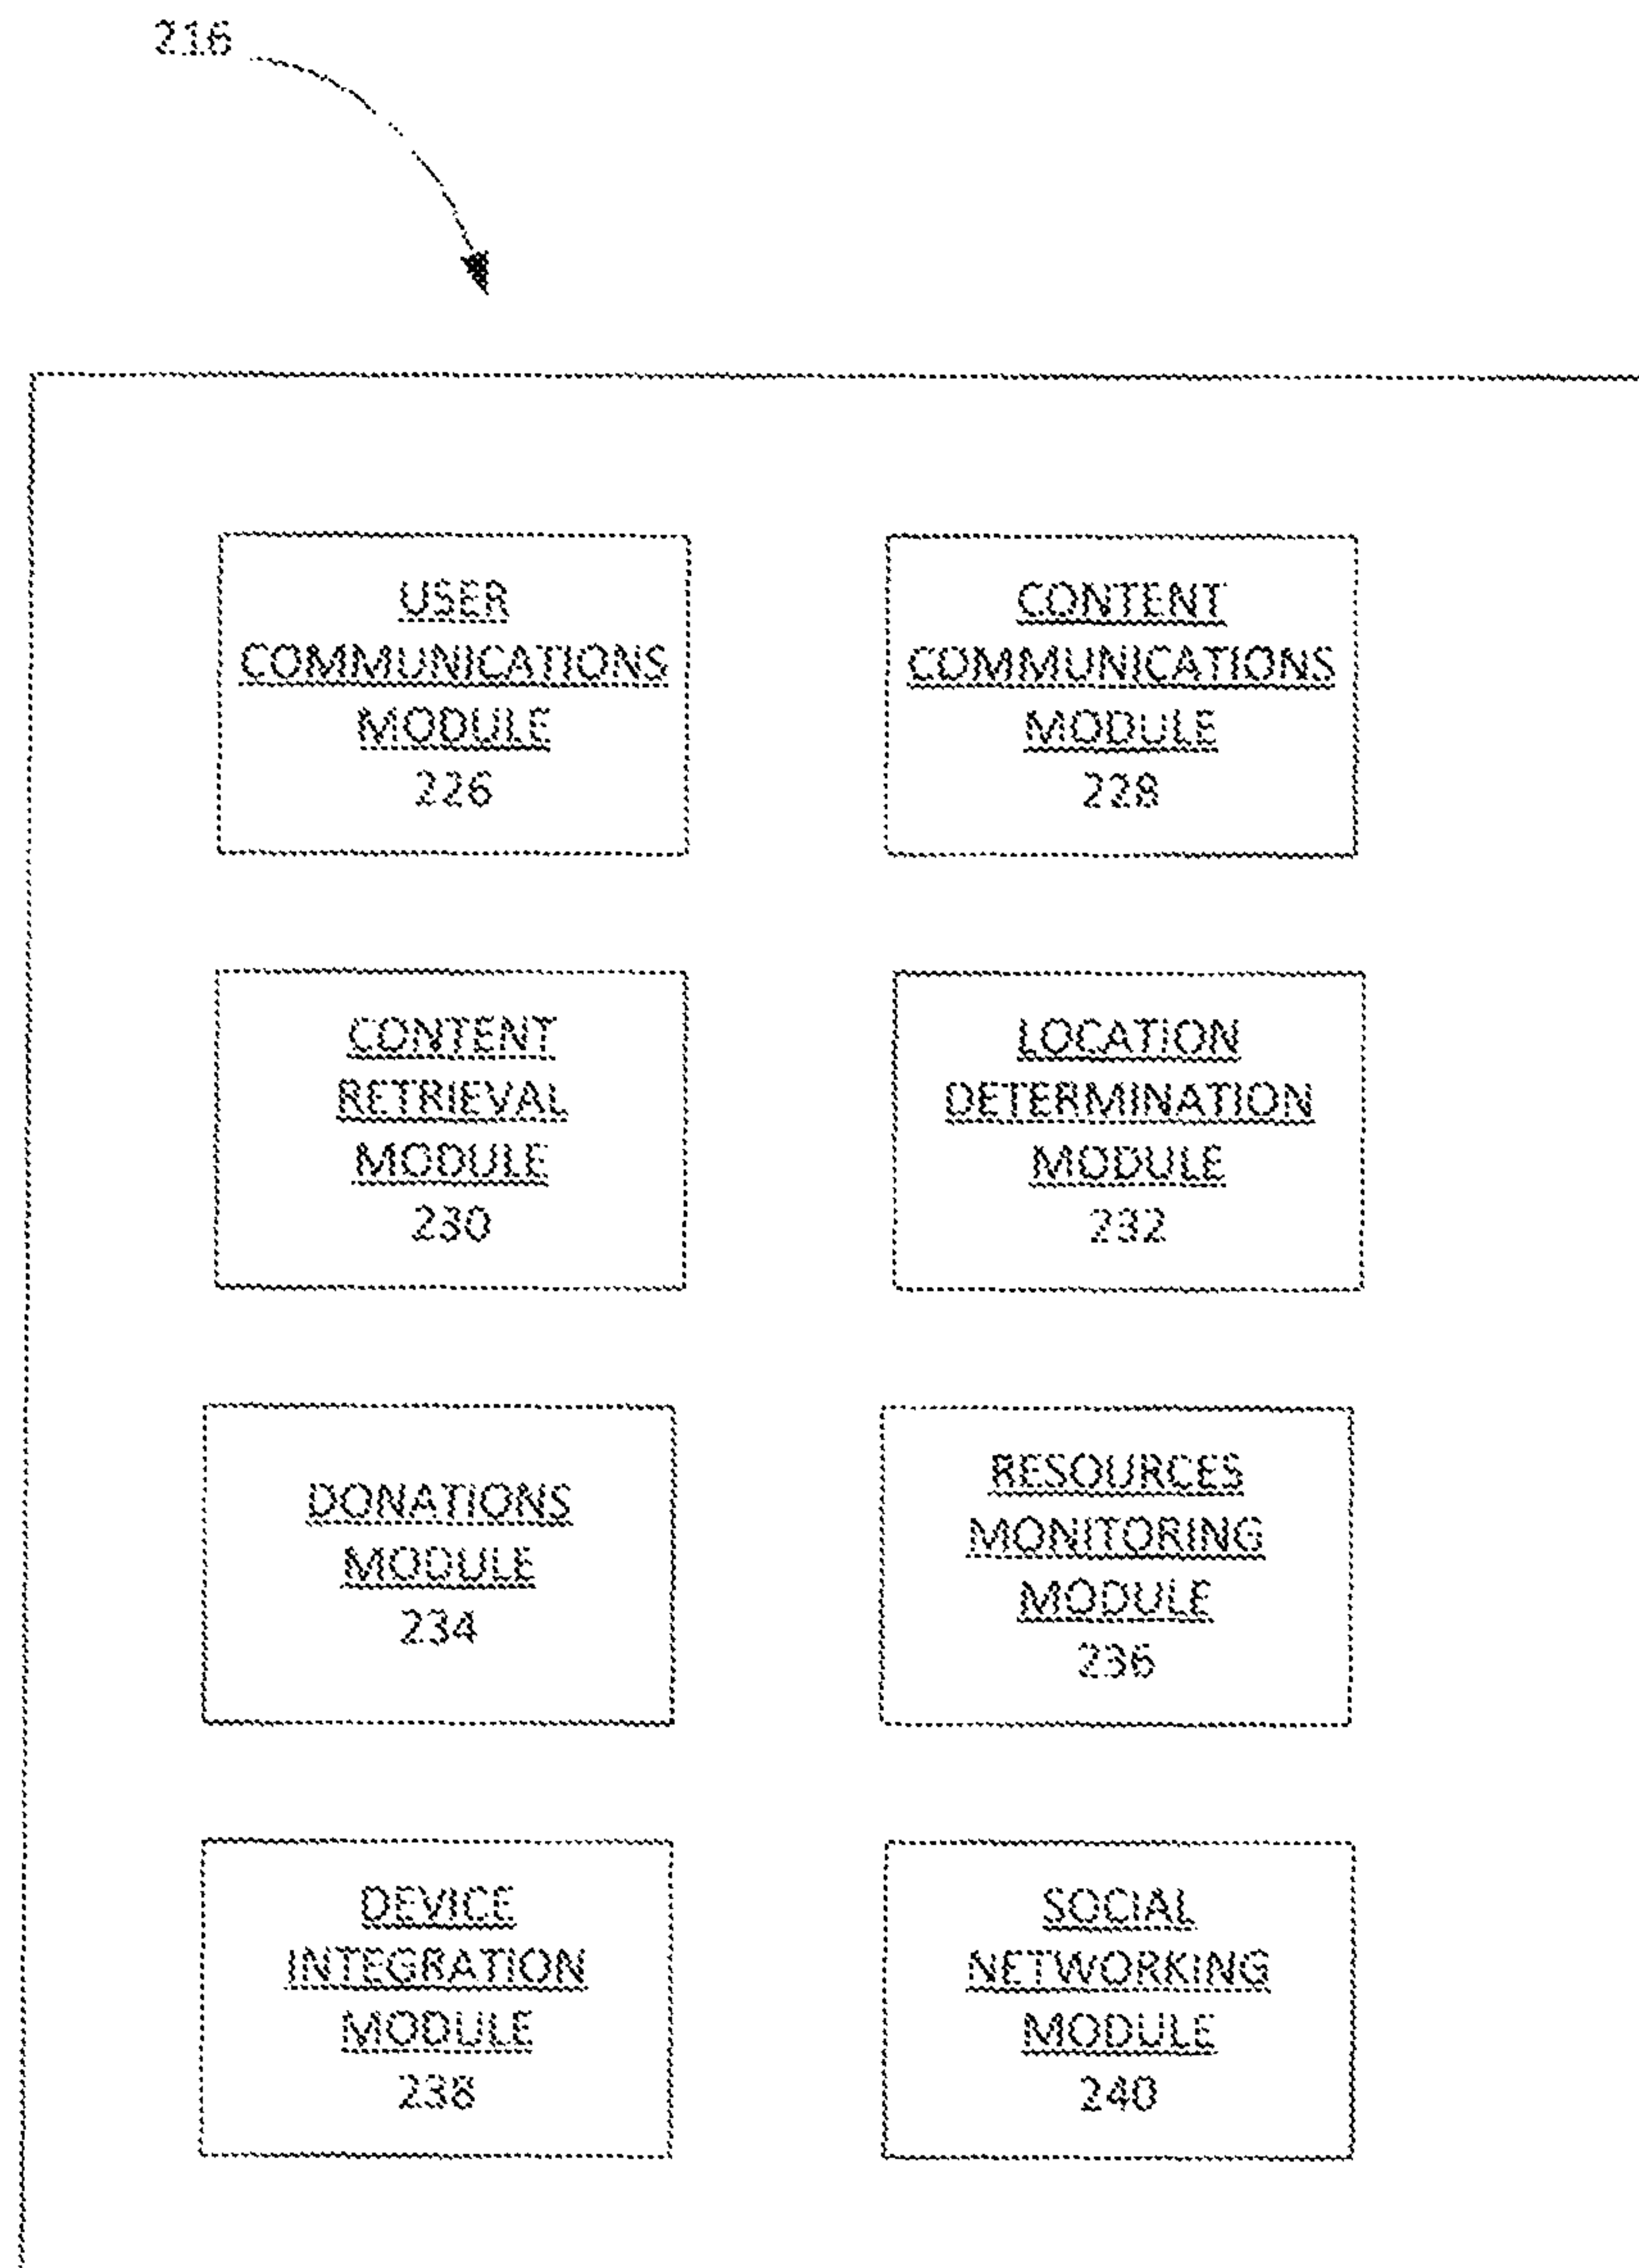 216
USER
COMMUNICATIONS
MODULE
226
CONTENT
COMMUNICATIONS
MODULE
228
CONTENT
RETRIEVAL
MODULE
230
LOCATION
DETERMINATION
MODULE
232
DONATIONS
MODULE
234
RESOURCES
MONITORING
MODULE
236
DEVICE
INTEGRATION
MODULE
238
SOCIAL
NETWORKING
MODULE
240